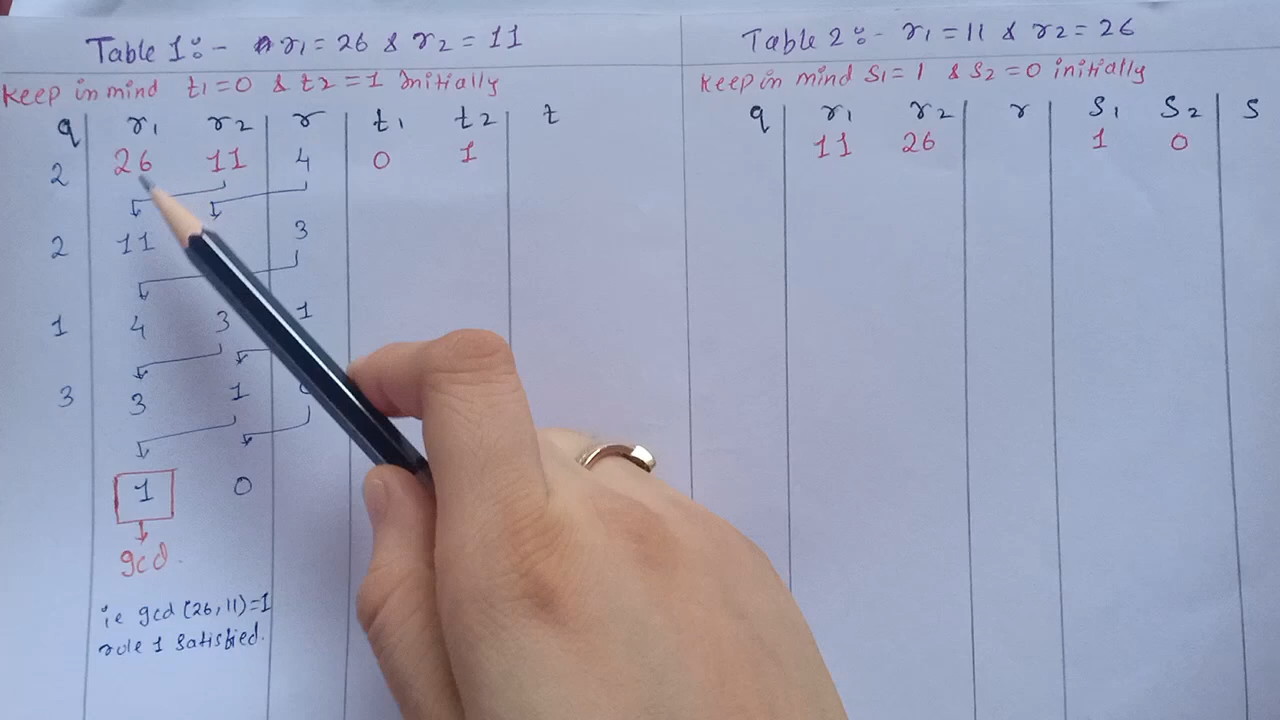 Table 1:- r1 = 26 & r2 = 11
Keep in mind t1=0 & t2=1 Initially
q r1 r2 r t1 t2 t
2 26 11 4 0 1
2 11 3
1 4 3 1
3 3 1
1 0
gcd.
ie gcd (26,11)=1
rule 1 satisfied.
Table 2:- r1=11 & r2=26
Keep in mind S1=1 & S2=0 initially
q r1 r2 r S1 S2 S
11 26 1 0